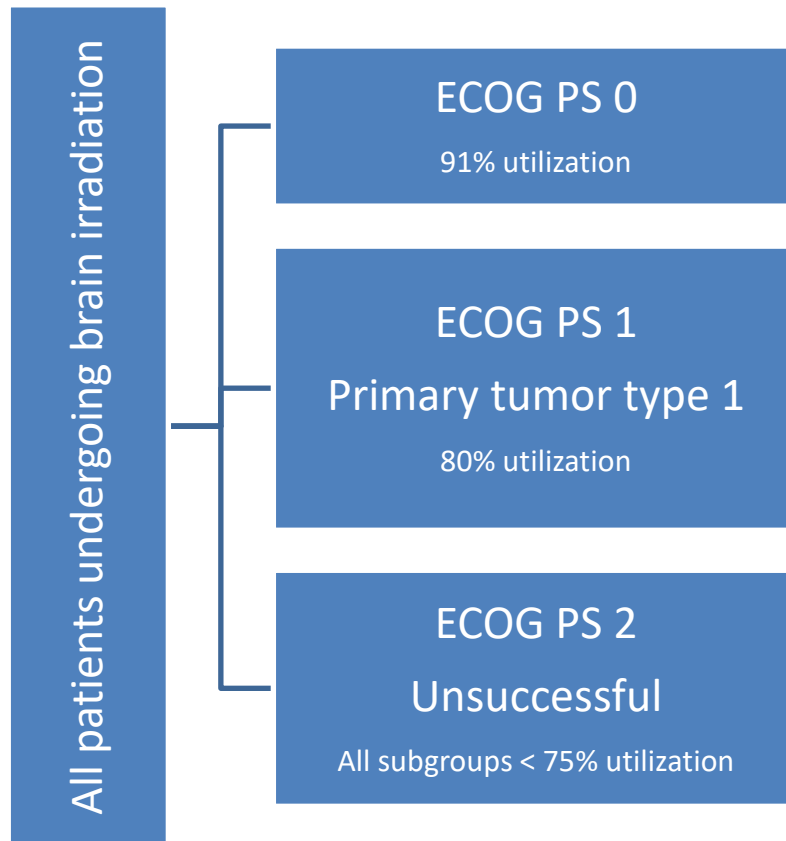 All patients undergoing brain irradiation
ECOG PS 0
91% utilization
ECOG PS 1
Primary tumor type 1
80% utilization
ECOG PS 2
Unsuccessful
All subgroups < 75% utilization